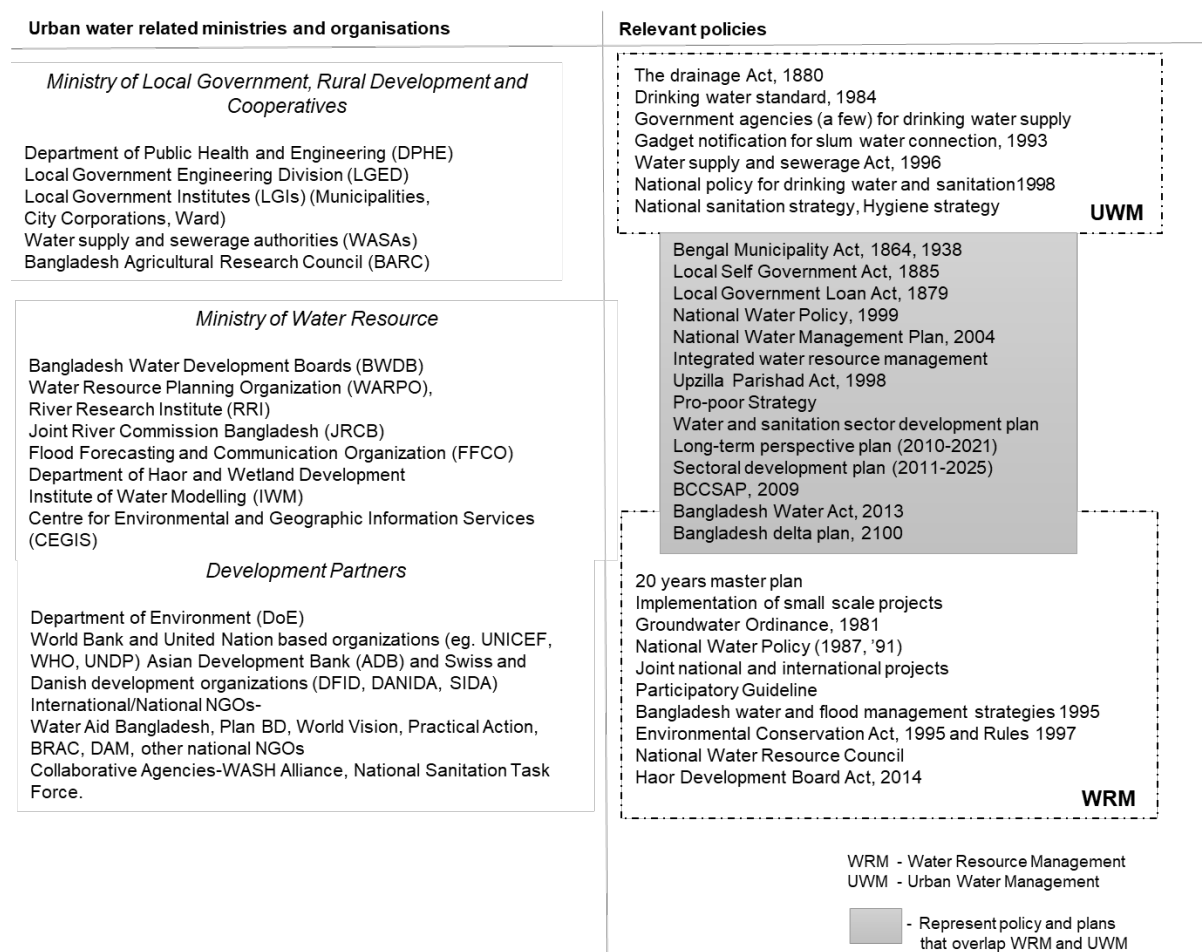 Urban water related ministries and organisations
Ministry of Local Government, Rural Development and
Cooperatives
Department of Public Health and Engineering (DPHE)
Local Government Engineering Division (LGED)
Local Government Institutes (LGIs) (Municipalities,
City Corporations, Ward)
Water supply and sewerage authorities (WASAs)
Bangladesh Agricultural Research Council (BARC)
Ministry of Water Resource
Bangladesh Water Development Boards (BWDB)
Water Resource Planning Organization (WARPO),
River Research Institute (RRI)
Joint River Commission Bangladesh (JRCB)
Flood Forecasting and Communication Organization (FFCO)
Department of Haor and Wetland Development
Institute of Water Modelling (IWM)
Centre for Environmental and Geographic Information Services
(CEGIS)
Development Partners
Department of Environment (DoE)
World Bank and United Nation based organizations (eg. UNICEF,
WHO, UNDP) Asian Development Bank (ADB) and Swiss and
Danish development organizations (DFID, DANIDA, SIDA)
International/National NGOs-
Water Aid Bangladesh, Plan BD, World Vision, Practical Action,
BRAC, DAM, other national NGOs
Collaborative Agencies-WASH Alliance, National Sanitation Task
Force.
Relevant policies
The drainage Act, 1880
Drinking water standard, 1984
Government agencies (a few) for drinking water supply
Gadget notification for slum water connection, 1993
Water supply and sewerage Act, 1996
National policy for drinking water and sanitation1998
National sanitation strategy, Hygiene strategy
UWM
Bengal Municipality Act, 1864, 1938
Local Self Government Act, 1885
Local Government Loan Act, 1879
National Water Policy, 1999
National Water Management Plan, 2004
Integrated water resource management
Upzilla Parishad Act, 1998
Pro-poor Strategy
Water and sanitation sector development plan
Long-term perspective plan (2010-2021)
Sectoral development plan (2011-2025)
BCCSAP, 2009
Bangladesh Water Act, 2013
Bangladesh delta plan, 2100
20 years master plan
Implementation of small scale projects
Groundwater Ordinance, 1981
National Water Policy (1987, '91)
Joint national and international projects
Participatory Guideline
Bangladesh water and flood management strategies 1995
Environmental Conservation Act, 1995 and Rules 1997
National Water Resource Council
Haor Development Board Act, 2014
WRM
WRM - Water Resource Management
UWM - Urban Water Management
- Represent policy and plans
that overlap WRM and UWM